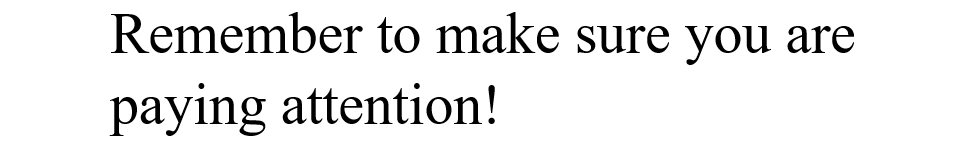 Remember to make sure you are
paying attention!